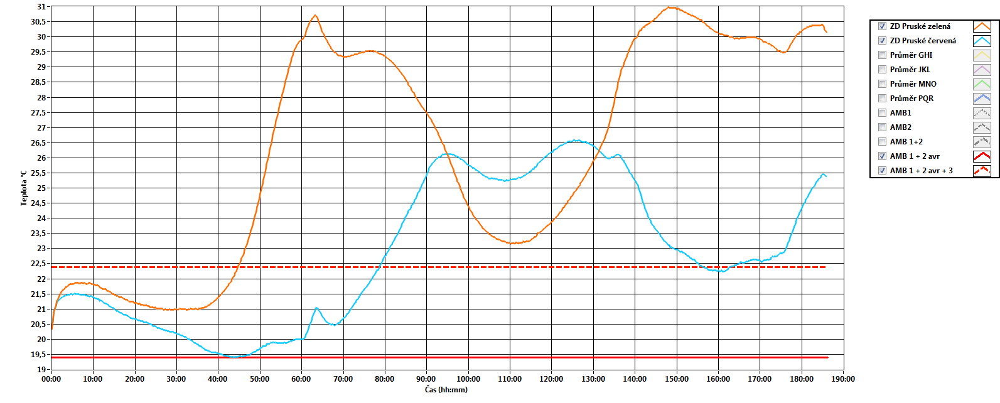 31
30,5
30
29,5
29
28,5
28
27,5
27
26,5
26
25,5
25
24,5
24
23,5
23
22,5
22
21,5
21
20,5
20
19,5
19
Teplota °C
00:00 10:00 20:00 30:00 40:00 50:00 60:00 70:00 80:00 90:00 100:00 110:00 120:00 130:00 140:00 150:00 160:00 170:00 180:00 190:00
Čas (hh:mm)
ZD Pruské zelená
ZD Pruské červená
Průměr GHI
Průměr JKL
Průměr MNO
Průměr PQR
AMB1
AMB2
AMB 1+2
AMB 1 + 2 avr
AMB 1 + 2 avr + 3